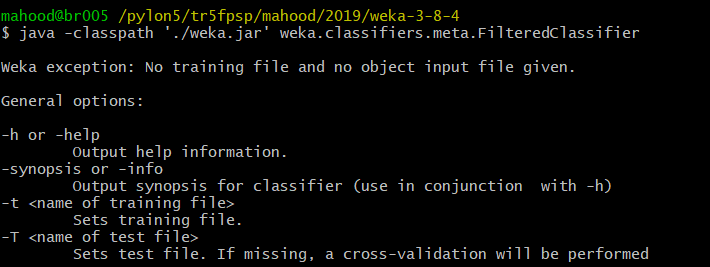 mahood@br005 /pylon5/tr5fpsp/mahood/2019/weka-3-8-4
$ java -classpath './weka.jar' weka.classifiers.meta.FilteredClassifier
Weka exception: No training file and no object input file given.
General options:
-h or -help
Output help information.
-synopsis or -info
Output synopsis for classifier (use in conjunction  with -h)
-t <name of training file>
Sets training file.
-T <name of test file>
Sets test file. If missing, a cross-validation will be performed